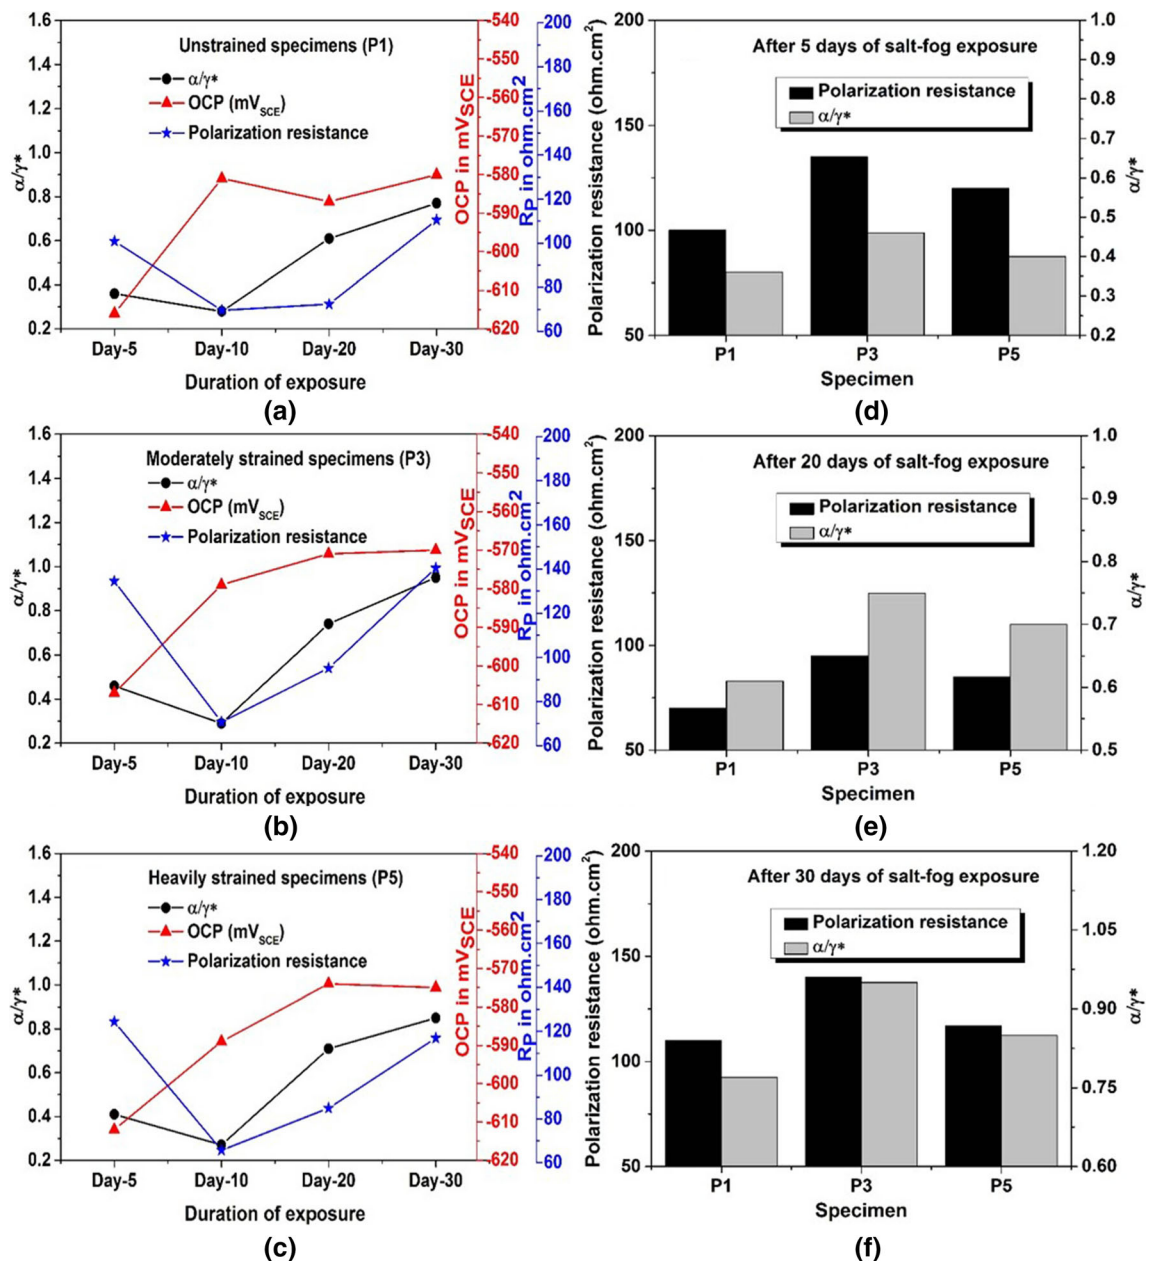 Unstrained specimens (P1)
α/γ*
OCP (mVSCE)
Polarization resistance
1.6
1.4
1.2
1.0
0.8
0.6
0.4
0.2
α/γ*
-540
-550
-560
-570
-580
-590
-600
-610
-620
OCP in mVSCE
200
180
160
140
120
100
80
60
RP in ohm.cm2
Day-5 Day-10 Day-20 Day-30
Duration of exposure
(a)
After 5 days of salt-fog exposure
Polarization resistance
α/γ*
200
150
100
50
Polarization resistance (ohm.cm2)
1.0
0.9
0.8
0.7
0.6
0.5
0.4
0.3
0.2
α/γ*
P1 P3 P5
Specimen
(d)
Moderately strained specimens (P3)
α/γ*
OCP (mVSCE)
Polarization resistance
1.6
1.4
1.2
1.0
0.8
0.6
0.4
0.2
α/γ*
-540
-550
-560
-570
-580
-590
-600
-610
-620
OCP in mVSCE
200
180
160
140
120
100
80
60
RP in ohm.cm2
Day-5 Day-10 Day-20 Day-30
Duration of exposure
(b)
After 20 days of salt-fog exposure
Polarization resistance
α/γ*
200
150
100
50
Polarization resistance (ohm.cm2)
1.0
0.9
0.8
0.7
0.6
0.5
α/γ*
P1 P3 P5
Specimen
(e)
Heavily strained specimens (P5)
α/γ*
OCP (mVSCE)
Polarization resistance
1.6
1.4
1.2
1.0
0.8
0.6
0.4
0.2
α/γ*
-540
-550
-560
-570
-580
-590
-600
-610
-620
OCP in mVSCE
200
180
160
140
120
100
80
60
RP in ohm.cm2
Day-5 Day-10 Day-20 Day-30
Duration of exposure
(c)
After 30 days of salt-fog exposure
Polarization resistance
α/γ*
200
150
100
50
Polarization resistance (ohm.cm2)
1.20
1.05
0.90
0.75
0.60
α/γ*
P1 P3 P5
Specimen
(f)